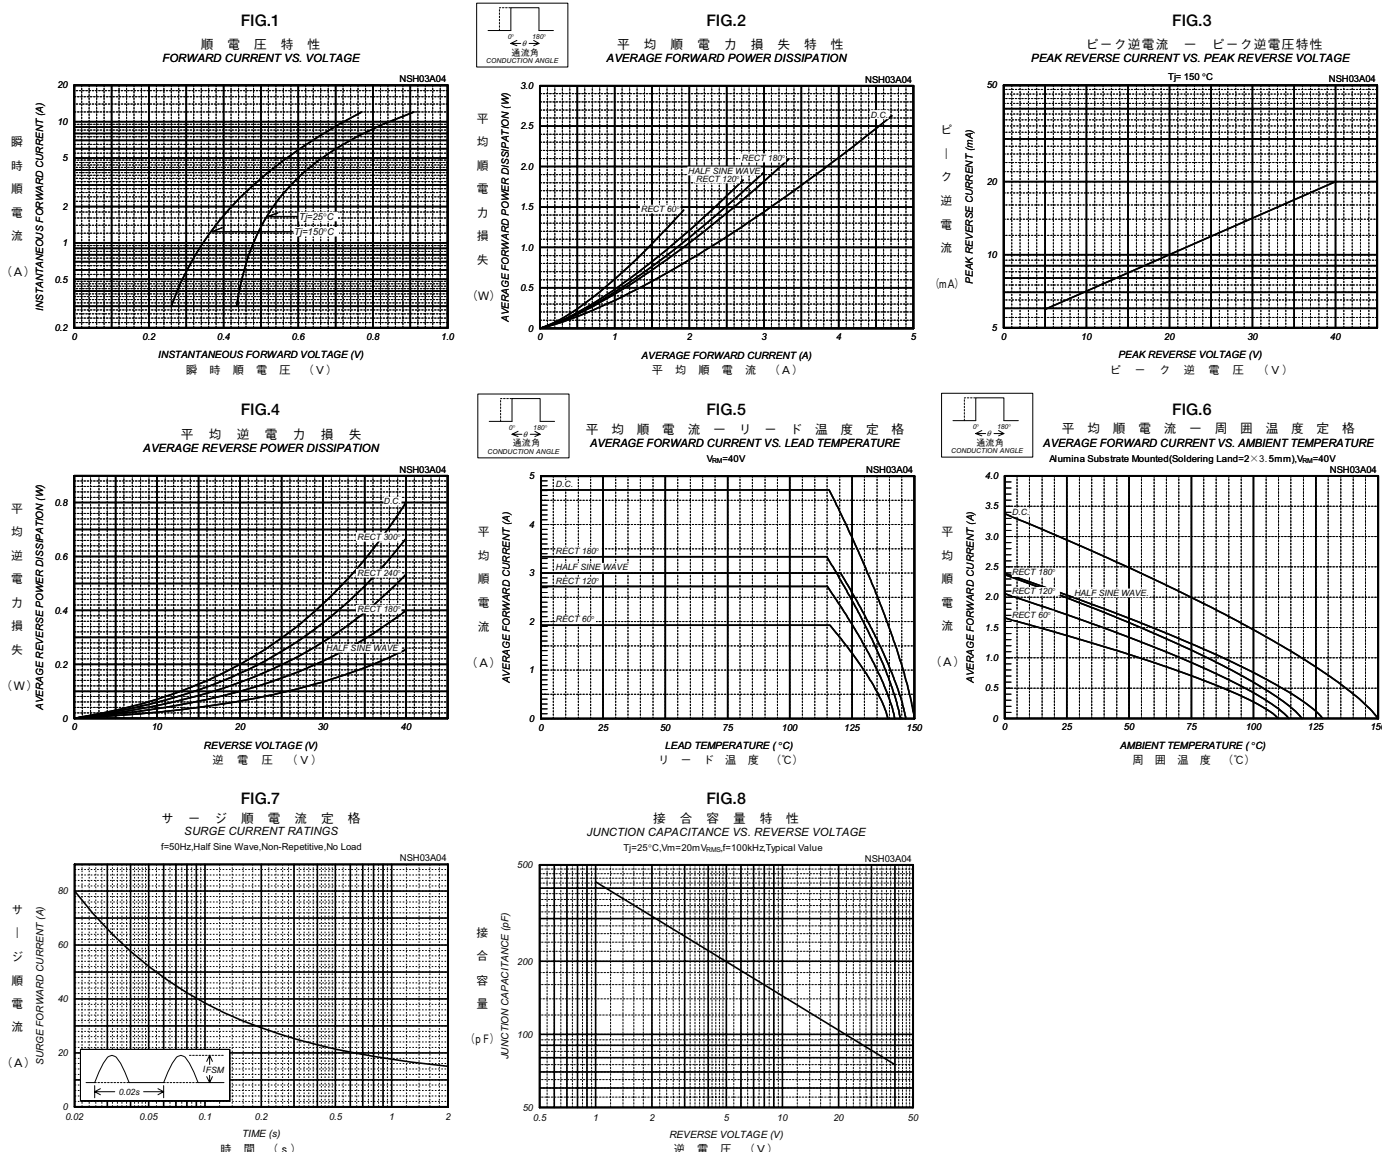 FIG.1
順電圧特性
FORWARD CURRENT VS. VOLTAGE
NSH03A04
瞬時順電流 (A)
INSTANTANEOUS FORWARD CURRENT (A)
20
10
5
2
1
0.5
0.2
Tj=25°C
Tj=150°C
0 0.2 0.4 0.6 0.8 1.0
INSTANTANEOUS FORWARD VOLTAGE (V)
瞬時順電圧 (V)
0° 180°
θ
通流角
CONDUCTION ANGLE
FIG.2
平均順電力損失特性
AVERAGE FORWARD POWER DISSIPATION
NSH03A04
平均順電力損失 (W)
AVERAGE FORWARD POWER DISSIPATION (W)
3.0
2.5
2.0
1.5
1.0
0.5
0
D.C.
RECT 180°
HALF SINE WAVE
RECT 120°
RECT 60°
0 1 2 3 4 5
AVERAGE FORWARD CURRENT (A)
平均順電流 (A)
FIG.3
ピーク逆電流 ー ピーク逆電圧特性
PEAK REVERSE CURRENT VS. PEAK REVERSE VOLTAGE
Tj= 150 °C
NSH03A04
ピーク逆電流 (mA)
PEAK REVERSE CURRENT (mA)
50
20
10
5
0 10 20 30 40
PEAK REVERSE VOLTAGE (V)
ピーク逆電圧 (V)
FIG.4
平均逆電力損失
AVERAGE REVERSE POWER DISSIPATION
NSH03A04
平均逆電力損失 (W)
AVERAGE REVERSE POWER DISSIPATION (W)
0.8
0.6
0.4
0.2
0
D.C.
RECT 300°
RECT 240°
RECT 180°
HALF SINE WAVE
0 10 20 30 40
REVERSE VOLTAGE (V)
逆電圧 (V)
0° 180°
θ
通流角
CONDUCTION ANGLE
FIG.5
平均順電流ーリード温度定格
AVERAGE FORWARD CURRENT VS. LEAD TEMPERATURE
VRM=40V
NSH03A04
平均順電流 (A)
AVERAGE FORWARD CURRENT (A)
5
4
3
2
1
0
D.C.
RECT 180°
HALF SINE WAVE
RECT 120°
RECT 60°
0 25 50 75 100 125 150
LEAD TEMPERATURE (°C)
リード温度 (℃)
0° 180°
θ
通流角
CONDUCTION ANGLE
FIG.6
平均順電流ー周囲温度定格
AVERAGE FORWARD CURRENT VS. AMBIENT TEMPERATURE
Alumina Substrate Mounted(Soldering Land=2×3.5mm),VRM=40V
NSH03A04
平均順電流 (A)
AVERAGE FORWARD CURRENT (A)
4.0
3.5
3.0
2.5
2.0
1.5
1.0
0.5
0
D.C.
RECT 180°
RECT 120°
HALF SINE WAVE.
RECT 60°
0 25 50 75 100 125 150
AMBIENT TEMPERATURE (°C)
周囲温度 (℃)
FIG.7
サージ順電流定格
SURGE CURRENT RATINGS
f=50Hz,Half Sine Wave,Non-Repetitive,No Load
NSH03A04
サージ順電流 (A)
SURGE FORWARD CURRENT (A)
80
60
40
20
0
IFSM
0.02s
0.02 0.05 0.1 0.2 0.5 1 2
TIME (s)
時間 (s)
FIG.8
接合容量特性
JUNCTION CAPACITANCE VS. REVERSE VOLTAGE
Tj=25°C,Vm=20mVRMS,f=100kHz,Typical Value
NSH03A04
接合容量 (pF)
JUNCTION CAPACITANCE (pF)
500
200
100
50
0.5 1 2 5 10 20 50
REVERSE VOLTAGE (V)
逆電圧 (V)